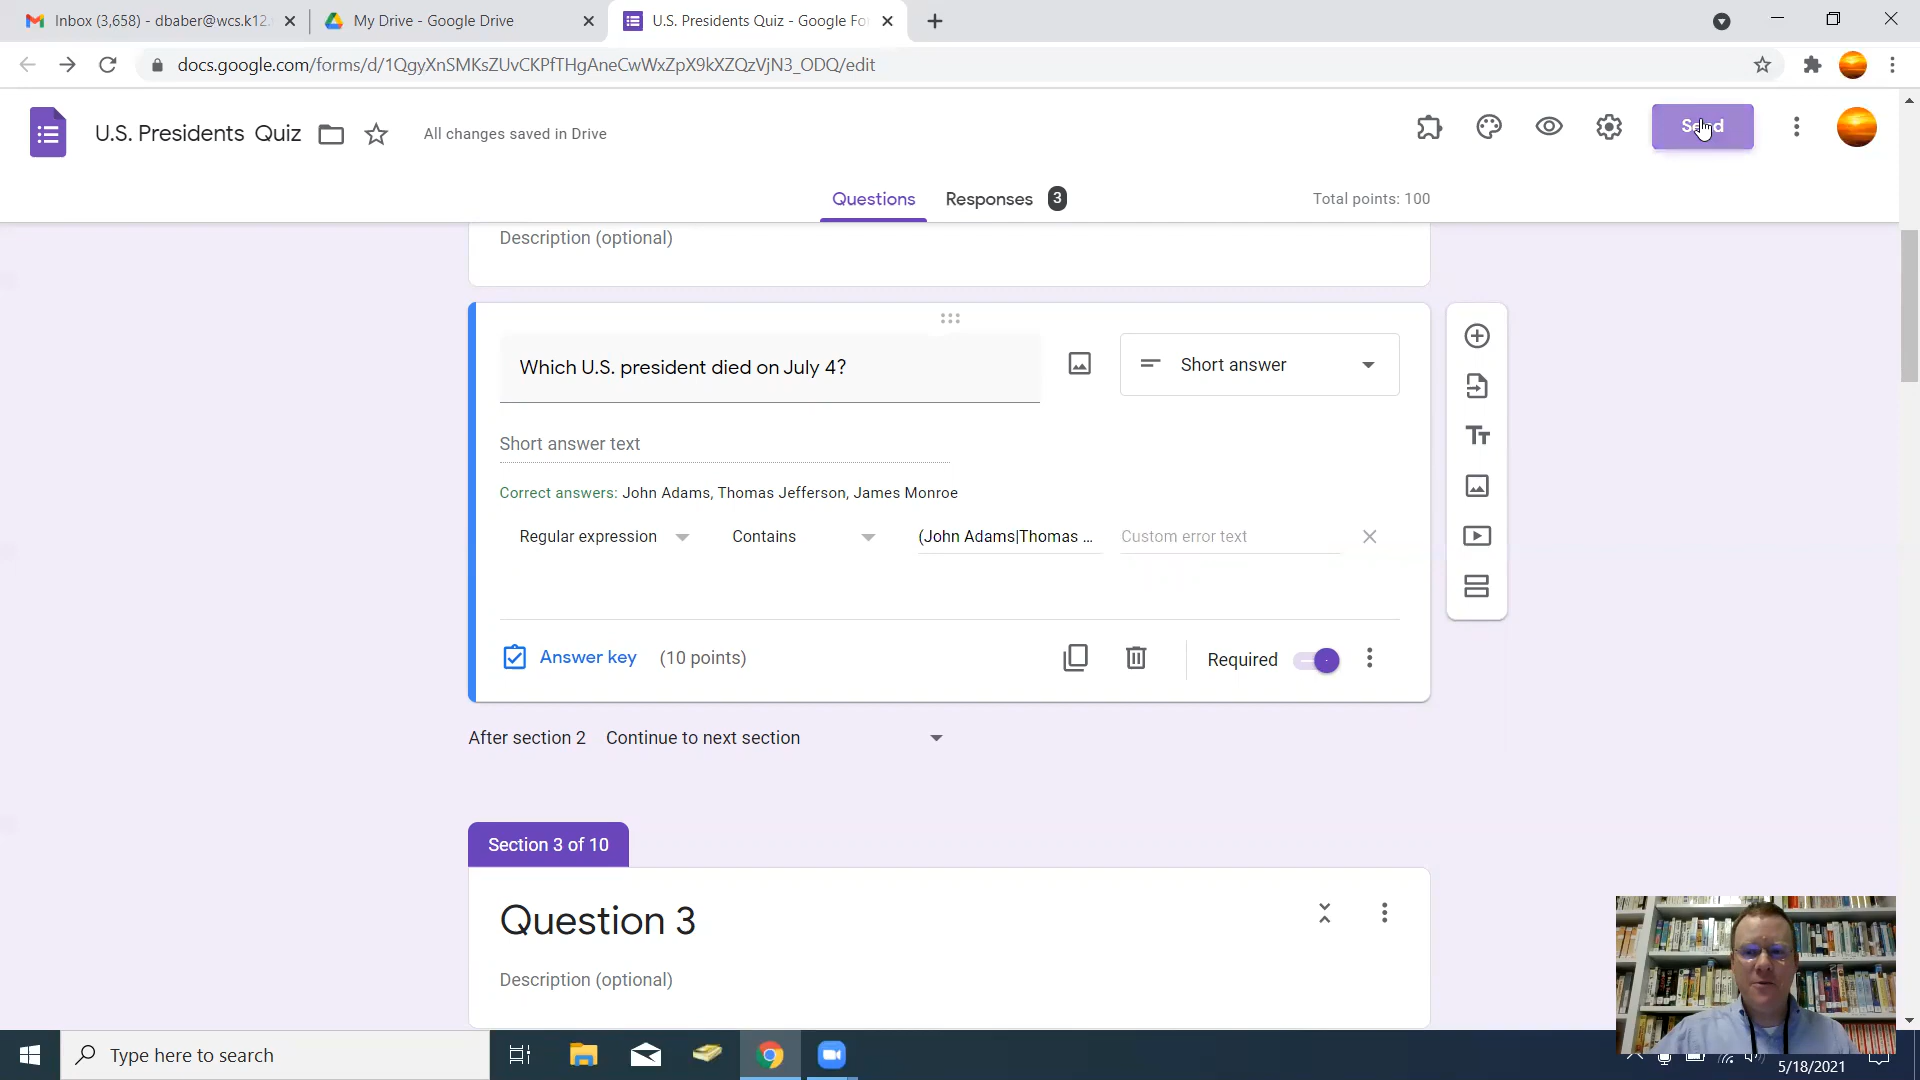 Inbox (3,658) - dbaber@wcs.k12.
My Drive - Google Drive
U.S. Presidents Quiz - Google Fo
docs.google.com/forms/d/1QgyXnSMKsZUvCKPfTHgAneCwWxZpX9kXZQzVjN3_ODQ/edit
U.S. Presidents Quiz
All changes saved in Drive
Send
Questions
Responses 3
Total points: 100
Description (optional)
Which U.S. president died on July 4?
Short answer
Short answer text
Correct answers: John Adams, Thomas Jefferson, James Monroe
Regular expression
Contains
(John Adams|Thomas ...
Custom error text
Answer key (10 points)
Required
After section 2 Continue to next section
Section 3 of 10
Question 3
Description (optional)
Type here to search
5/18/2021